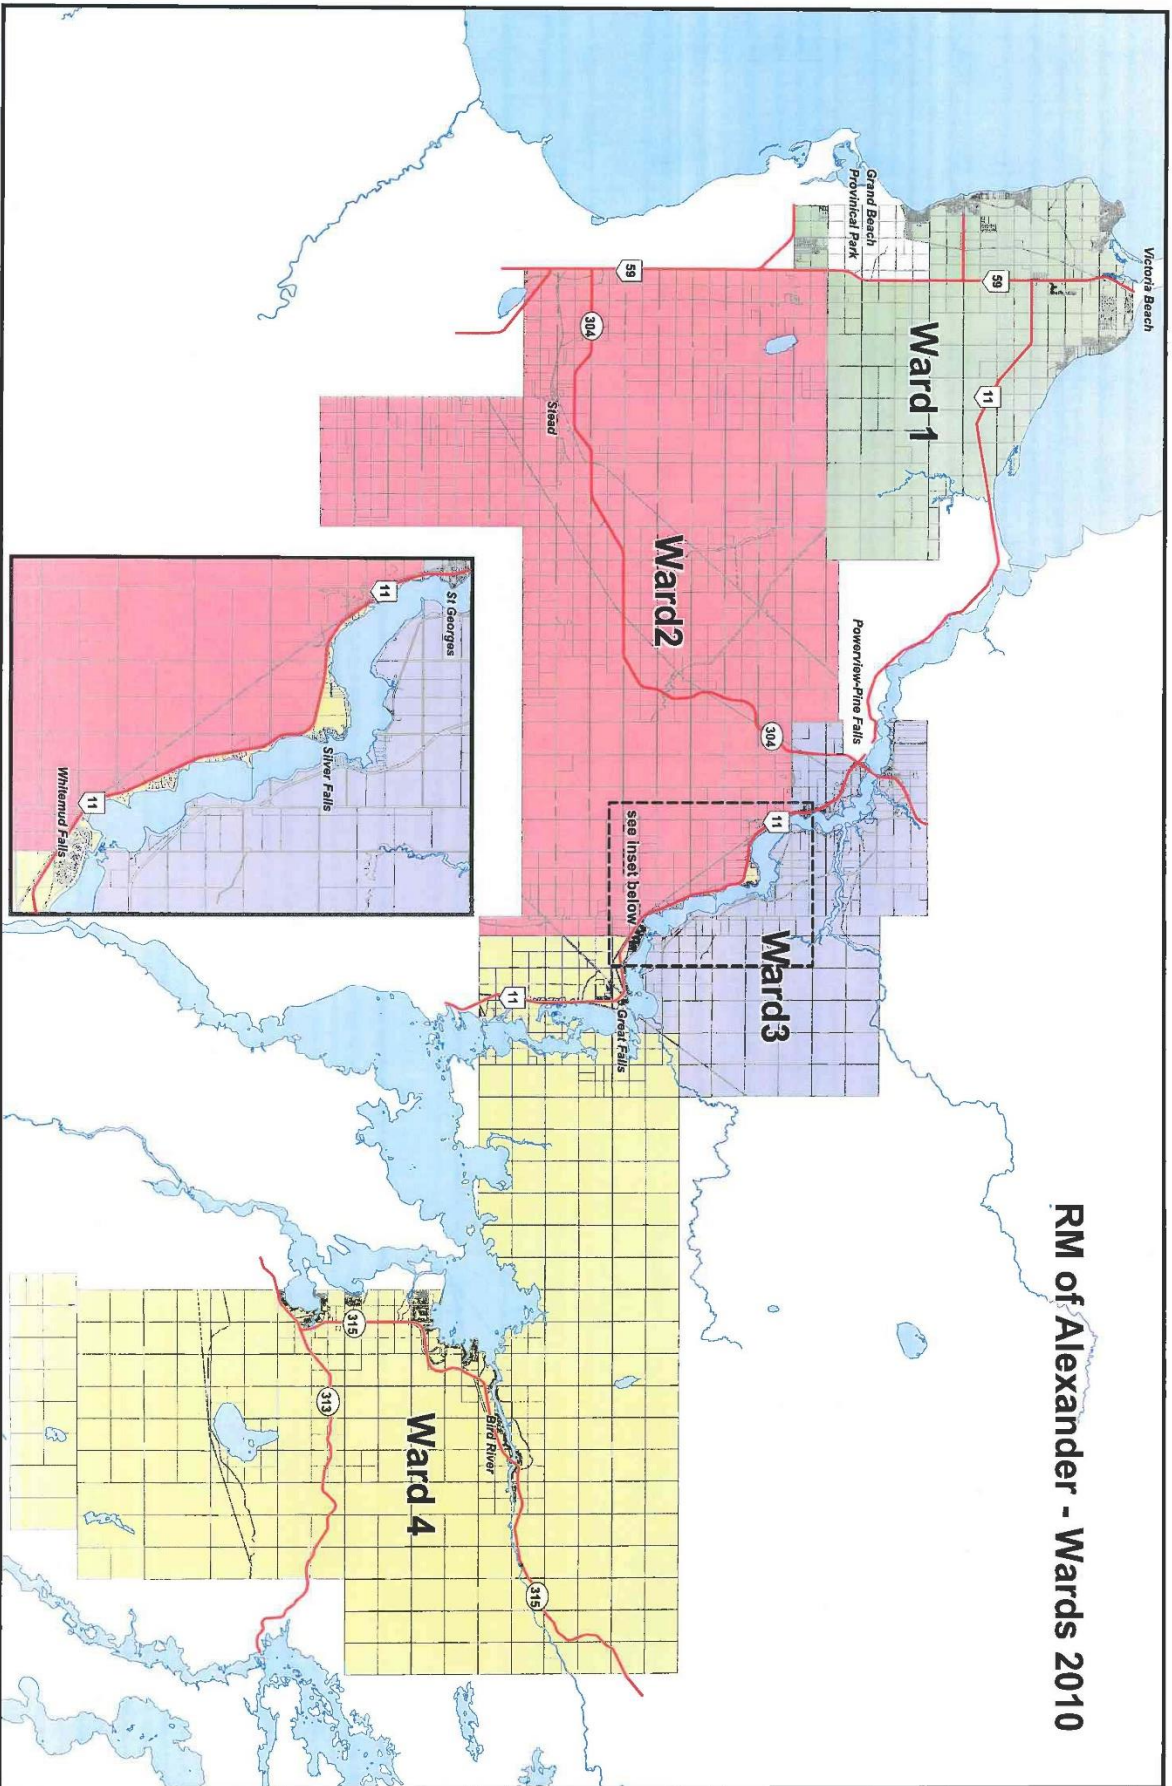 RM of Alexander - Wards 2010
Victoria Beach
Grand Beach
Provinical Park
59
59
Ward 1
11
304
Stead
Ward2
Powerview-Pine Falls
304
11
see inset below
Ward3
Great Falls
11
315
313
Ward 4
Bird River
315
St Georges
11
Silver Falls
11
Whitemud Falls